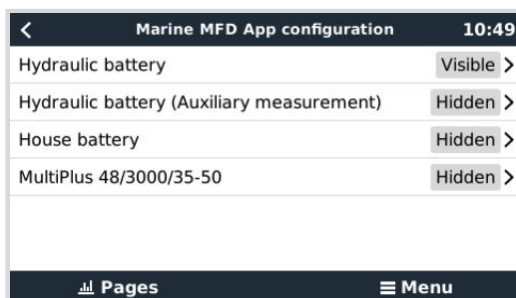 Marine MFD App configuration 10:49
Hydraulic battery Visible
Hydraulic battery (Auxiliary measurement) Hidden
House battery Hidden
MultiPlus 48/3000/35-50 Hidden
Pages Menu